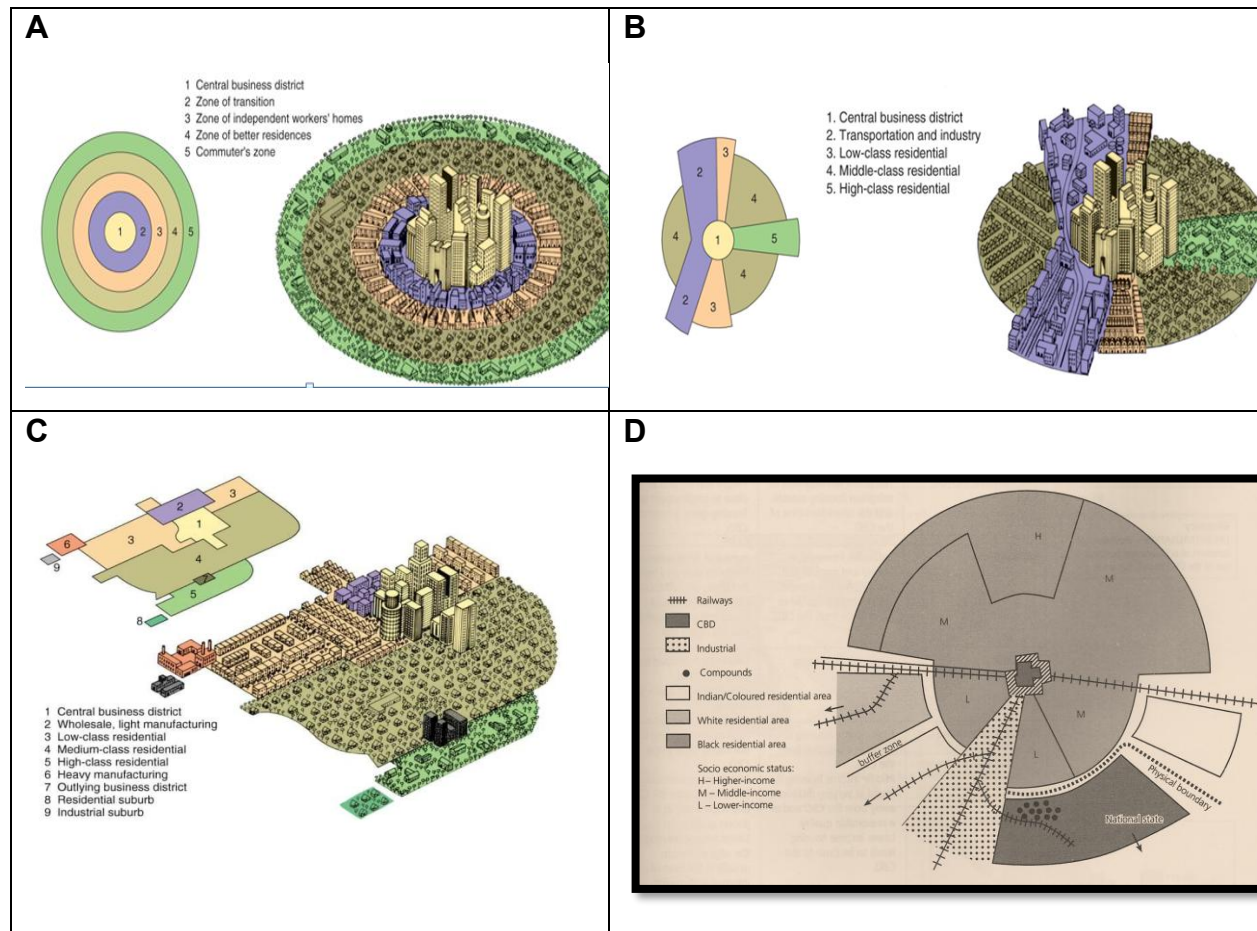 A
1 Central business district
2 Zone of transition
3 Zone of independent workers' homes
4 Zone of better residences
5 Commuter's zone
1 2 3 4 5
B
1. Central business district
2. Transportation and industry
3. Low-class residential
4. Middle-class residential
5. High-class residential
3
2
4
4 1 5
4
2 3
C
3
2
1
3
6
4
9
7
5
8
1 Central business district
2 Wholesale, light manufacturing
3 Low-class residential
4 Medium-class residential
5 High-class residential
6 Heavy manufacturing
7 Outlying business district
8 Residential suburb
9 Industrial suburb
D
Railways
CBD
Industrial
Compounds
Indian/Coloured residential area
White residential area
Black residential area
Socio economic status:
H – Higher-income
M – Middle-income
L – Lower-income
H
M
M
L
M
L
buffer zone
Physical boundary
National state